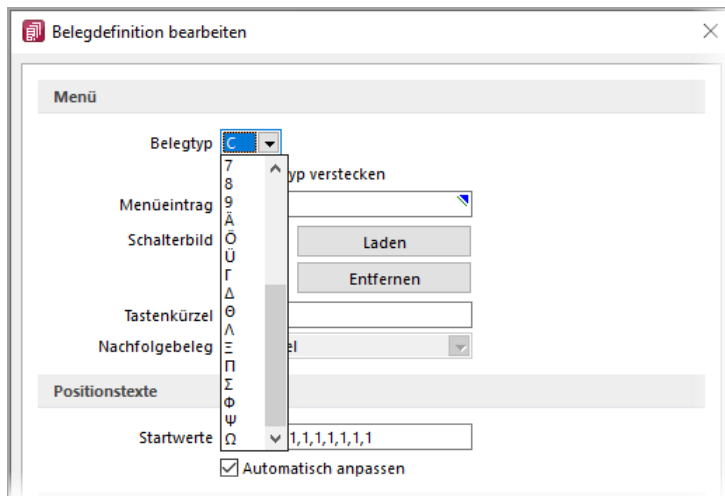 Belegdefinition bearbeiten
Menü
Belegtyp C
7
8
yp verstecken
9
Menüeintrag
Ä
Ö
Schalterbild
Laden
Ü
Γ
Entfernen
Δ
Θ
Tastenkürzel
Λ
Nachfolgebeleg
Ξ
el
Π
Positionstexte
Σ
Φ
Ψ
Startwerte
Ω
1,1,1,1,1,1,1
Automatisch anpassen